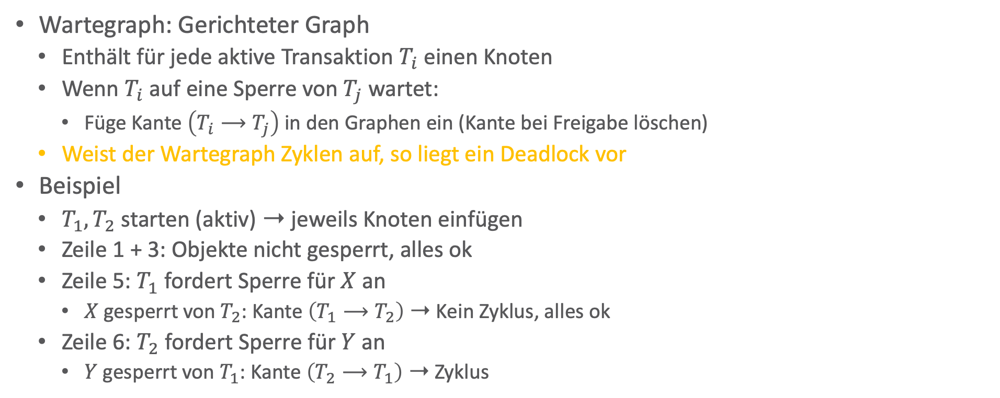 • Wartegraph: Gerichteter Graph
• Enthält für jede aktive Transaktion T_i einen Knoten
• Wenn T_i auf eine Sperre von T_j wartet:
• Füge Kante (T_i ⟶ T_j) in den Graphen ein (Kante bei Freigabe löschen)
• Weist der Wartegraph Zyklen auf, so liegt ein Deadlock vor
• Beispiel
• T_1, T_2 starten (aktiv) → jeweils Knoten einfügen
• Zeile 1 + 3: Objekte nicht gesperrt, alles ok
• Zeile 5: T_1 fordert Sperre für X an
• X gesperrt von T_2: Kante (T_1 ⟶ T_2) → Kein Zyklus, alles ok
• Zeile 6: T_2 fordert Sperre für Y an
• Y gesperrt von T_1: Kante (T_2 ⟶ T_1) → Zyklus